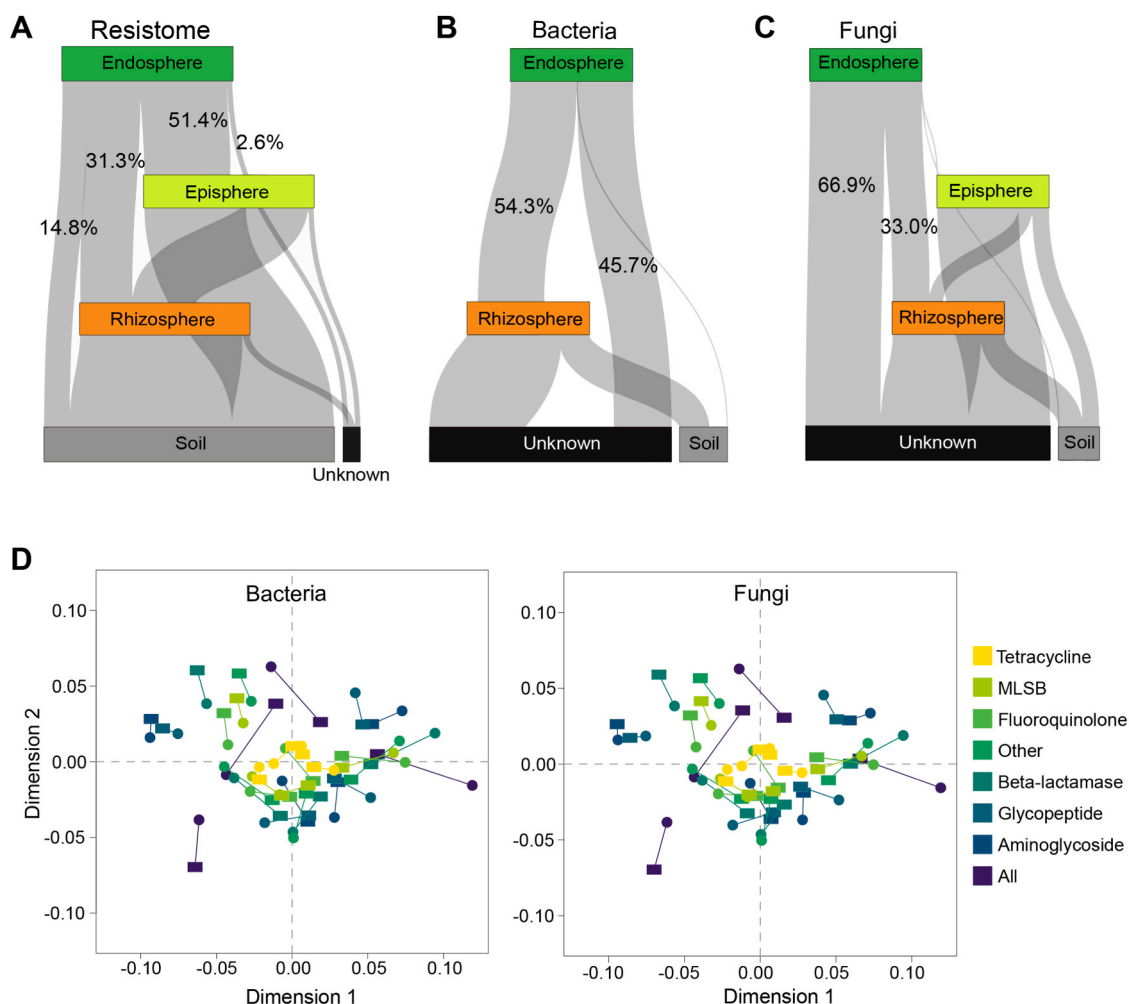 A
Resistome
Endosphere
51.4%
2.6%
31.3%
Episphere
14.8%
Rhizosphere
Soil
Unknown
B
Bacteria
Endosphere
54.3%
45.7%
Rhizosphere
Unknown
Soil
C
Fungi
Endosphere
66.9%
Episphere
33.0%
Rhizosphere
Unknown
Soil
D
Bacteria
0.10
0.05
0.00
-0.05
-0.10
Dimension 2
-0.10 -0.05 0.00 0.05 0.10
Dimension 1
Fungi
0.10
0.05
0.00
-0.05
-0.10
-0.10 -0.05 0.00 0.05 0.10
Dimension 1
Tetracycline
MLSB
Fluoroquinolone
Other
Beta-lactamase
Glycopeptide
Aminoglycoside
All